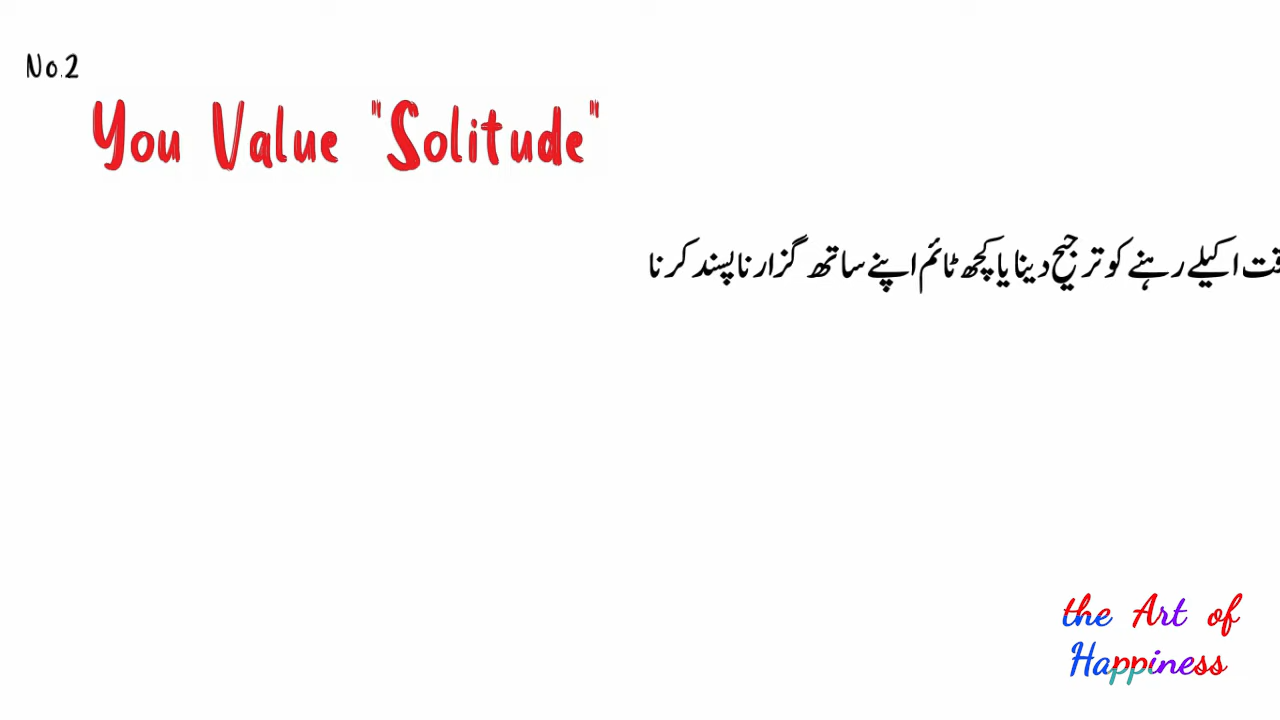 No.2
You Value "Solitude"
اکیلے رہنے کو ترجیح دینا یا کچھ ٹائم اپنے ساتھ گزارنا پسند کرنا
the Art of
Happiness